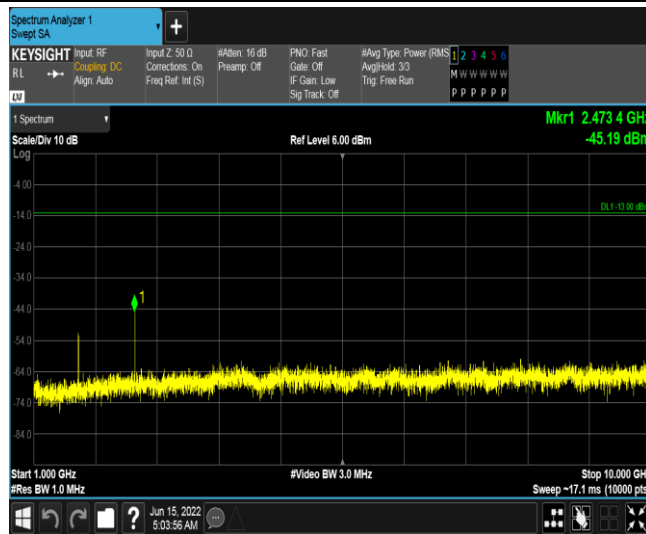 Spectrum Analyzer 1
Swept SA
+
KEYSIGHT Input: RF Input Z: 50 Ω #Atten: 16 dB PNO: Fast #Avg Type: Power (RMS 1 2 3 4 5 6
RL Coupling: DC Corrections: On Preamp: Off Gate: Off Avg|Hold: 3/3 M W W W W W
Align: Auto Freq Ref: Int (S) IF Gain: Low Trig: Free Run
Sig Track: Off P P P P P P
LXI
1 Spectrum Mkr1 2.473 4 GHz
Scale/Div 10 dB Ref Level 6.00 dBm -45.19 dBm
Log
-4.00
DL1 -13.00 dBm
-14.0
-24.0
-34.0
1
-44.0
-54.0
-64.0
-74.0
-84.0
Start 1.000 GHz #Video BW 3.0 MHz Stop 10.000 GHz
#Res BW 1.0 MHz Sweep ~17.1 ms (10000 pts)
? Jun 15, 2022
5:03:56 AM